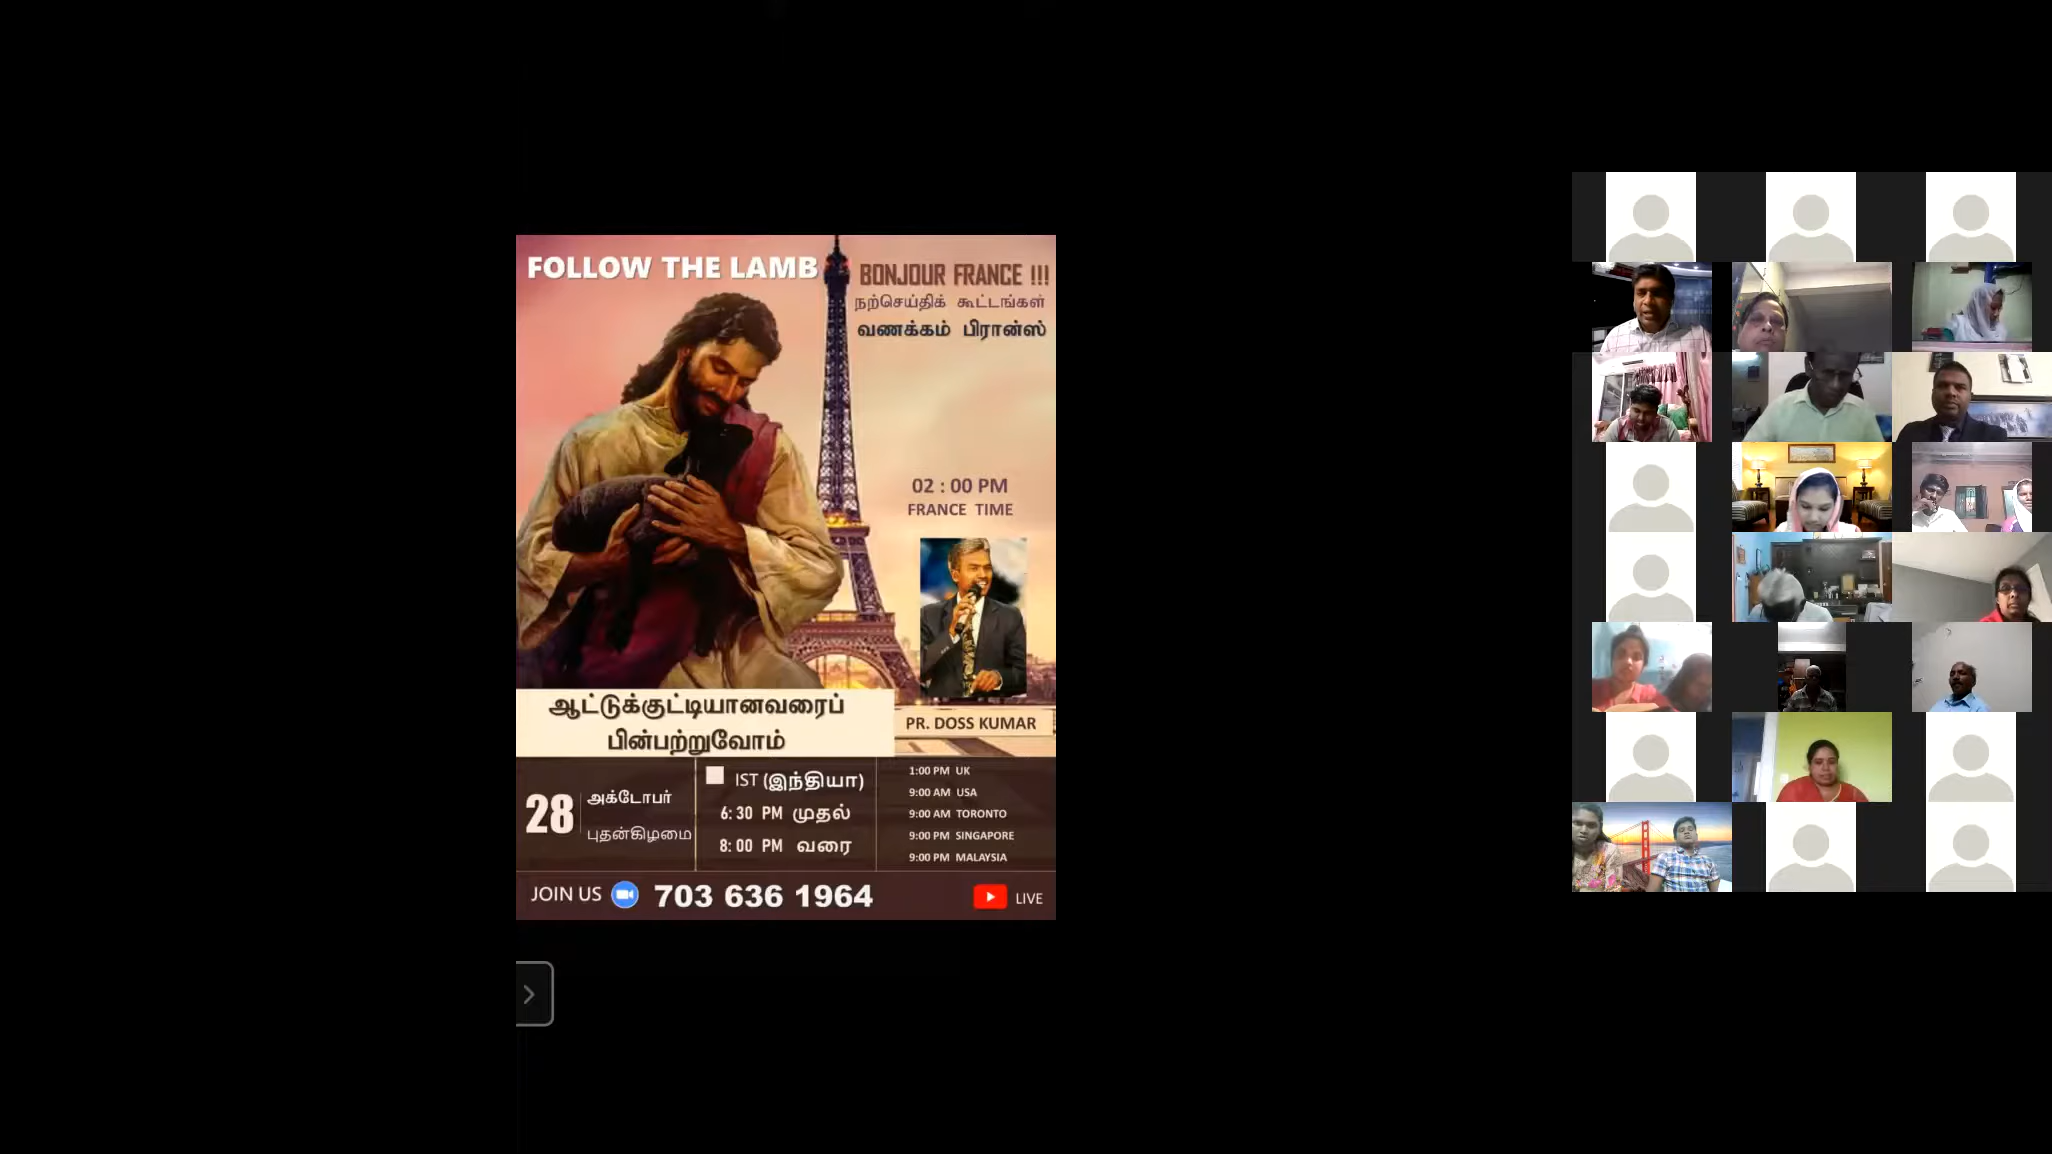 FOLLOW THE LAMB
BONJOUR FRANCE !!!
நற்செய்திக் கூட்டங்கள்
வணக்கம் பிரான்ஸ்
02 : 00 PM
FRANCE TIME
PR. DOSS KUMAR
ஆட்டுக்குட்டியானவரைப்
பின்பற்றுவோம்
28 அக்டோபர்
புதன்கிழமை
IST (இந்தியா)
6: 30 PM முதல்
8: 00 PM வரை
1:00 PM UK
9:00 AM USA
9:00 AM TORONTO
9:00 PM SINGAPORE
9:00 PM MALAYSIA
JOIN US 703 636 1964 LIVE